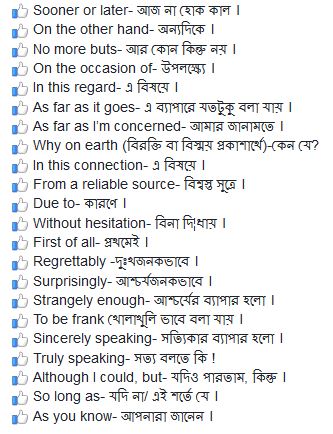 Sooner or later- আজ না হোক কাল ।
On the other hand- অন্যদিকে ।
No more buts- আর কোন কিন্তু নয় ।
On the occasion of- উপলক্ষ্যে ।
In this regard- এ বিষয়ে ।
As far as it goes- এ ব্যাপারে যতটুকু বলা যায় ।
As far as I'm concerned- আমার জানামতে ।
Why on earth (বিরক্তি বা বিস্ময় প্রকাশার্থে)-কেন যে?
In this connection- এ বিষয়ে ।
From a reliable source- বিশ্বস্ত সূত্রে ।
Due to- কারণে ।
Without hesitation- বিনা দি¦ধায় ।
First of all- প্রথমেই ।
Regrettably -দুঃখজনকভাবে ।
Surprisingly- আশ্চর্যজনকভাবে ।
Strangely enough- আশ্চর্যের ব্যাপার হলো ।
To be frank খোলাখুলি ভাবে বলা যায় ।
Sincerely speaking- সত্যিকার ব্যাপার হলো ।
Truly speaking- সত্য বলতে কি !
Although I could, but- যদিও পারতাম, কিন্তু ।
So long as- যদি না/ এই শর্তে যে ।
As you know- আপনারা জানেন ।